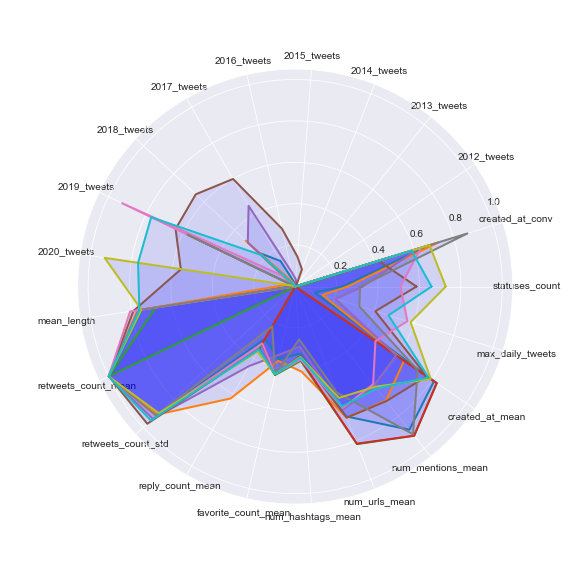 2015_tweets
2016_tweets
2014_tweets
2017_tweets
2013_tweets
2018_tweets
2012_tweets
2019_tweets
1.0
0.8
created_at_conv
0.6
0.4
2020_tweets
0.2
statuses_count
mean_length
max_daily_tweets
retweets_count_mean
created_at_mean
retweets_count_std
num_mentions_mean
reply_count_mean
num_urls_mean
favorite_count_mean
num_hashtags_mean